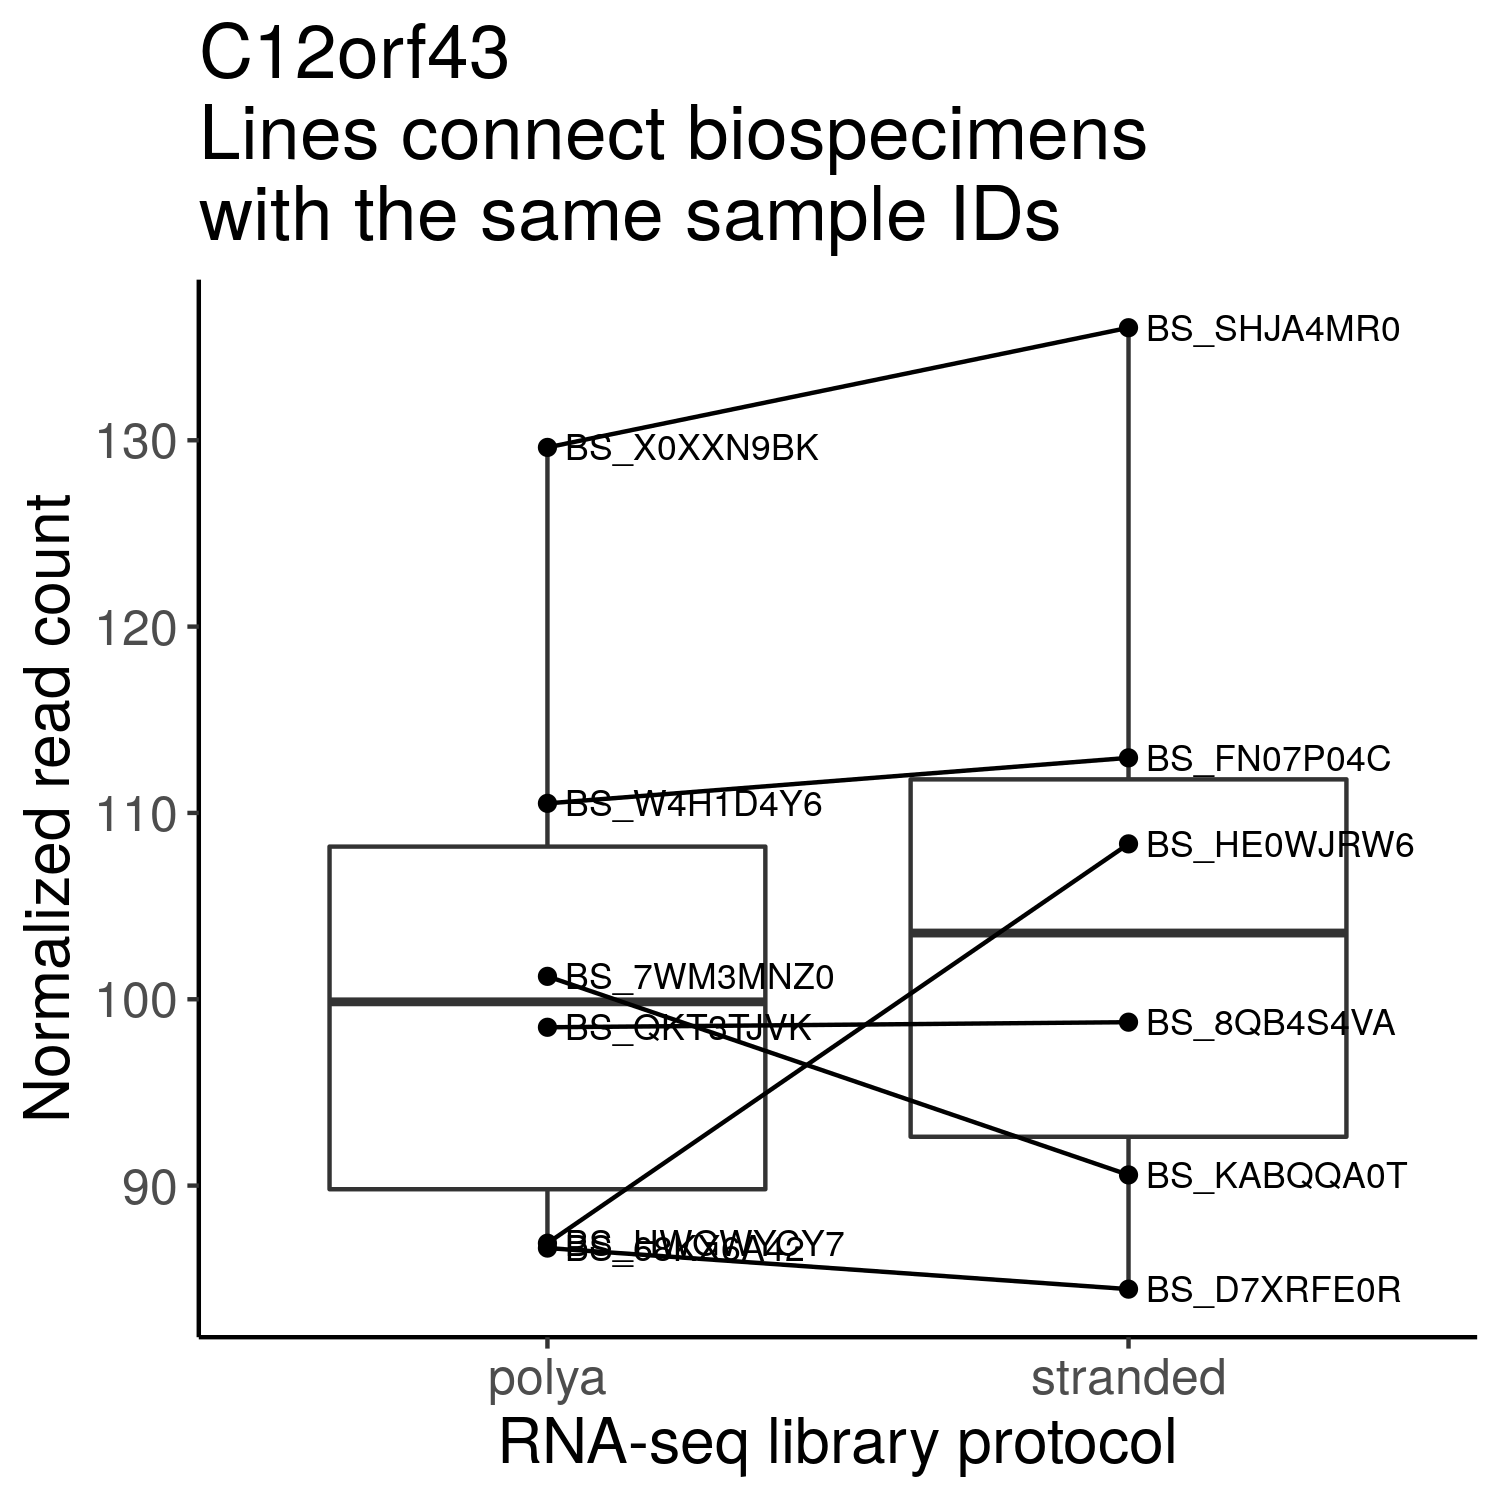 C12orf43
Lines connect biospecimens
with the same sample IDs
Normalized read count
130
120
110
100
90
BS_SHJA4MR0
BS_X0XXN9BK
BS_FN07P04C
BS_W4H1D4Y6
BS_HE0WJRW6
BS_7WM3MNZ0
BS_QKT3TJVK
BS_8QB4S4VA
BS_KABQQA0T
BS_D7XRFE0R
polya
stranded
RNA-seq library protocol